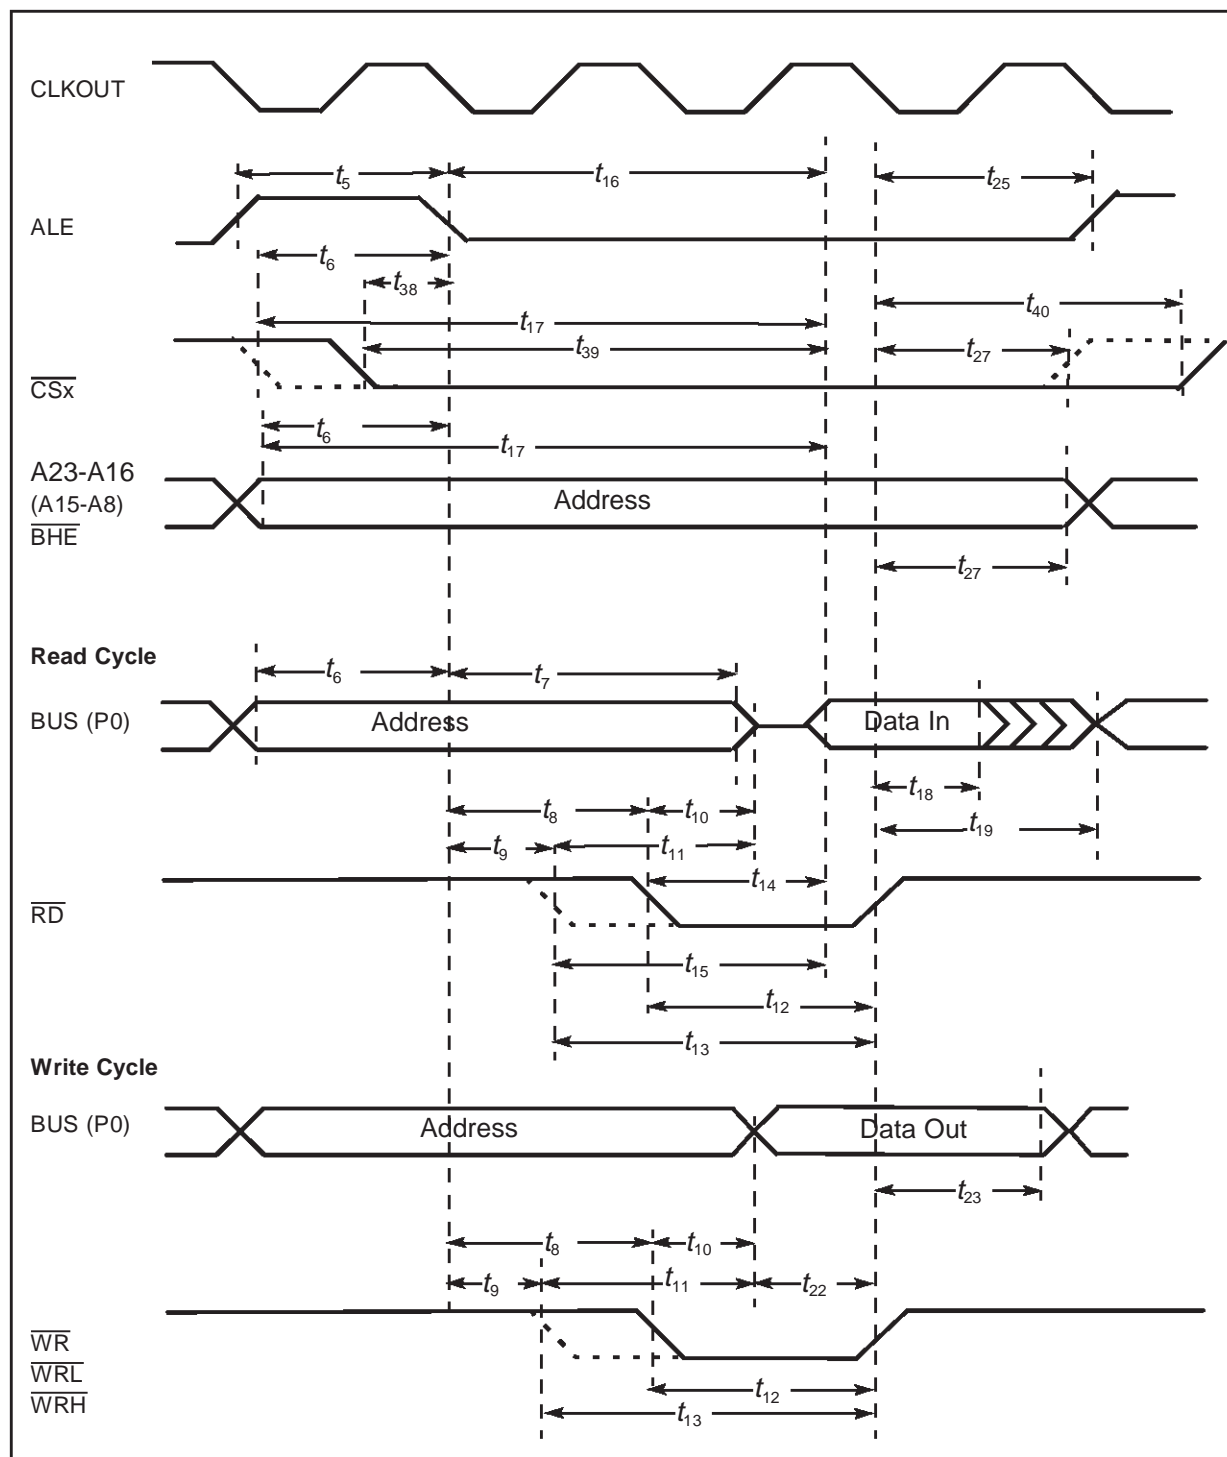 CLKOUT
t5 t16 t25
ALE
t6
t38
t40
t17
t39 t27
CSx
t6
t17
A23-A16
(A15-A8) Address
BHE
t27
Read Cycle
t6 t7
BUS (P0) Address Data In
t18
t8 t10
t19
t9 t11
t14
RD
t15
t12
t13
Write Cycle
BUS (P0) Address Data Out
t23
t8 t10
t9 t11 t22
WR
WRL
t12
WRH
t13